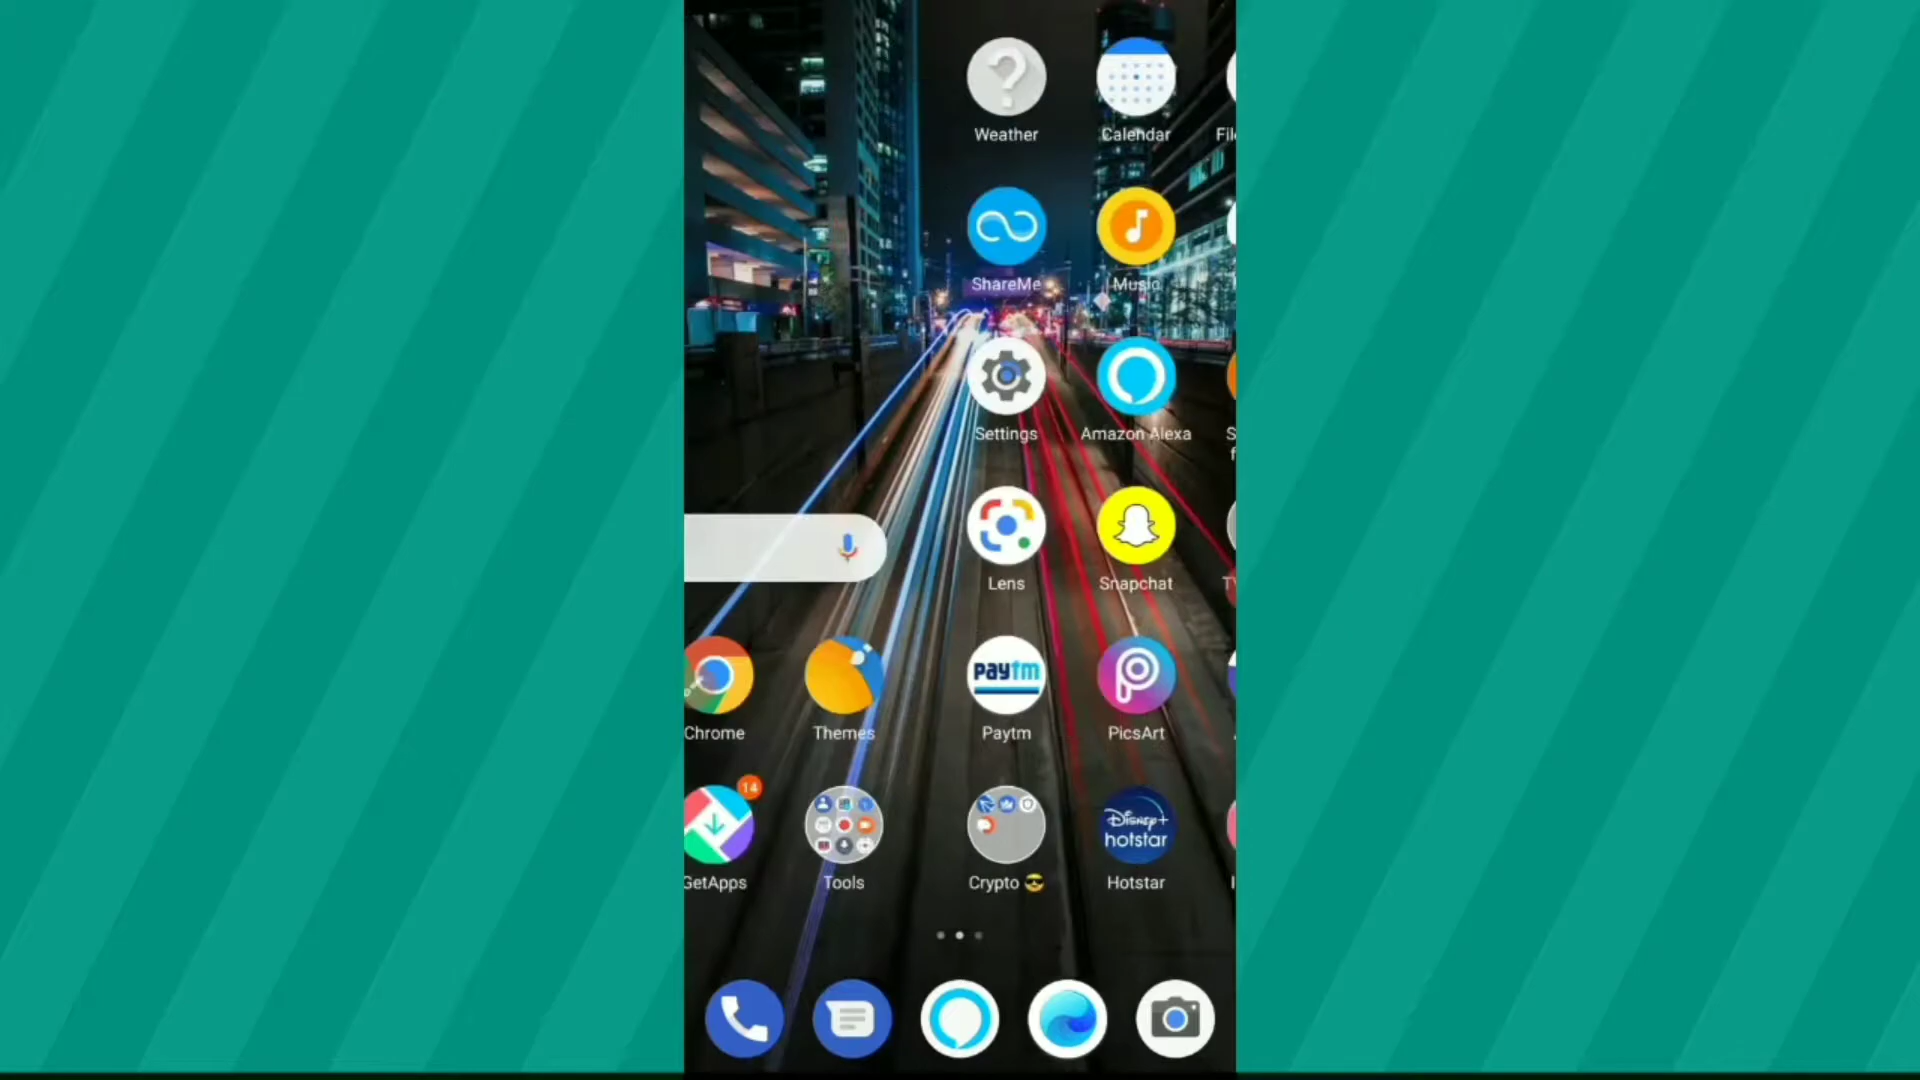 Weather
Calendar
Fil
ShareMe
Music
Settings
Amazon Alexa
S
f
Lens
Snapchat
paytm
Chrome
Themes
Paytm
PicsArt
14
Disney+
hotstar
GetApps
Tools
Crypto 😎
Hotstar